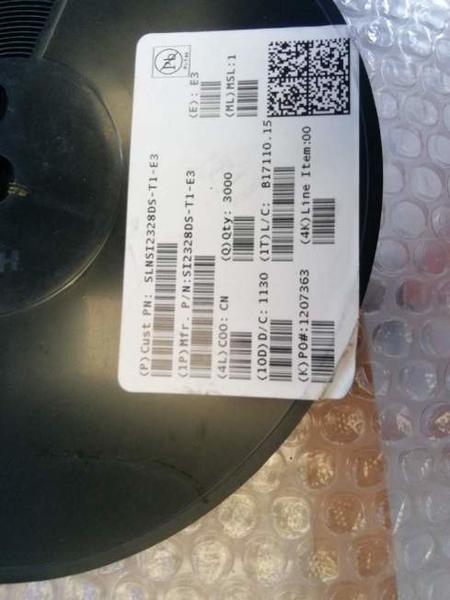 Pb
(E): E3
(ML)MSL:1
(P)Cust PN: SLNSI2328DS-T1-E3
(1P)Mfr. P/N:SI2328DS-T1-E3
(4L)COO: CN
(Q)Qty: 3000
(10D)D/C: 1130
(1T)L/C: B17110.15
(K)PO#:1207363
(4K)Line Item:00